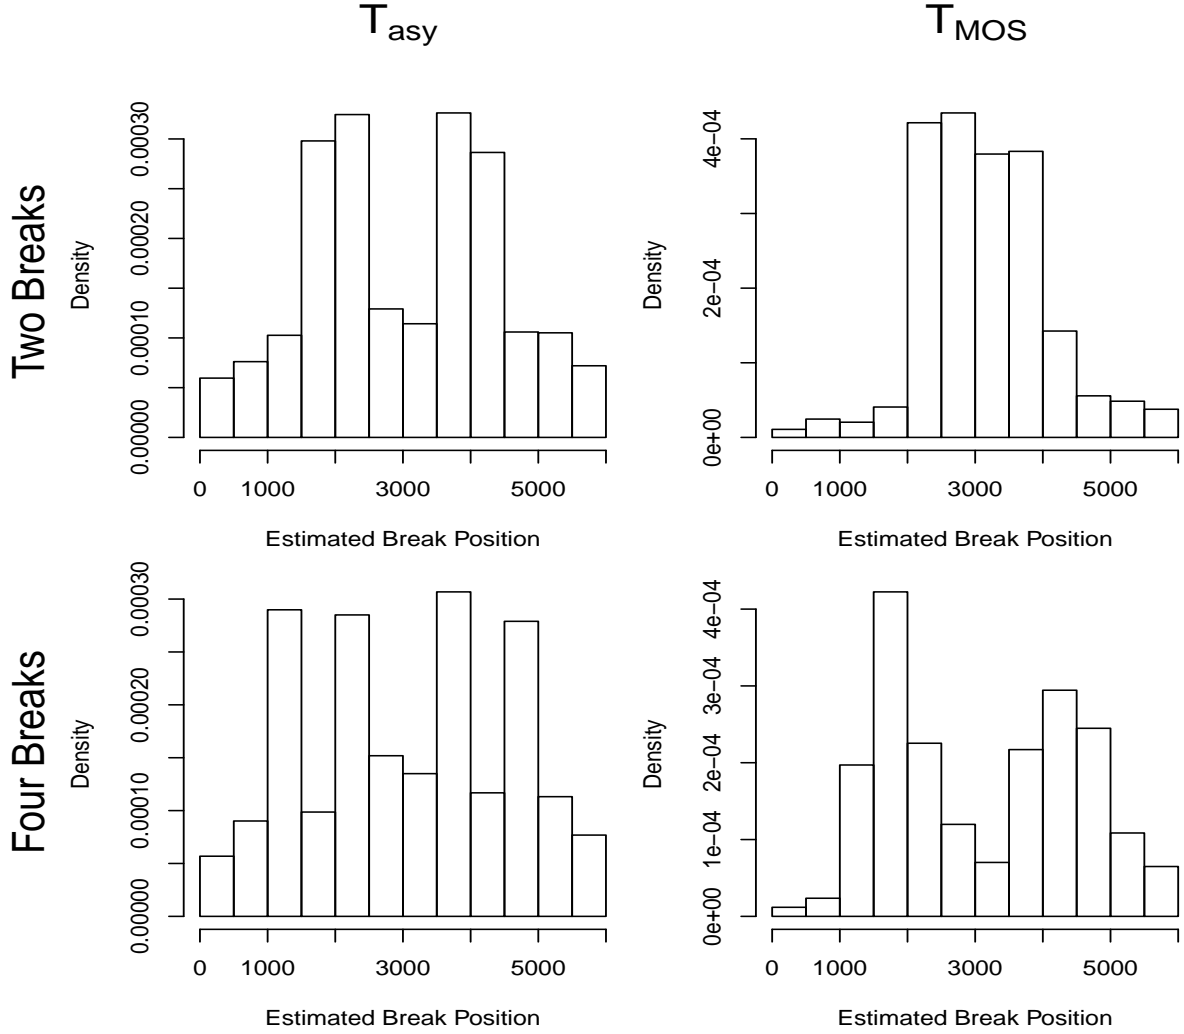 T_asy
T_MOS
Two Breaks
Density
0.00000 0.00010 0.00020 0.00030
0 1000 3000 5000
Estimated Break Position
Density
0e+00 2e−04 4e−04
0 1000 3000 5000
Estimated Break Position
Four Breaks
Density
0.00000 0.00010 0.00020 0.00030
0 1000 3000 5000
Estimated Break Position
Density
0e+00 1e−04 2e−04 3e−04 4e−04
0 1000 3000 5000
Estimated Break Position